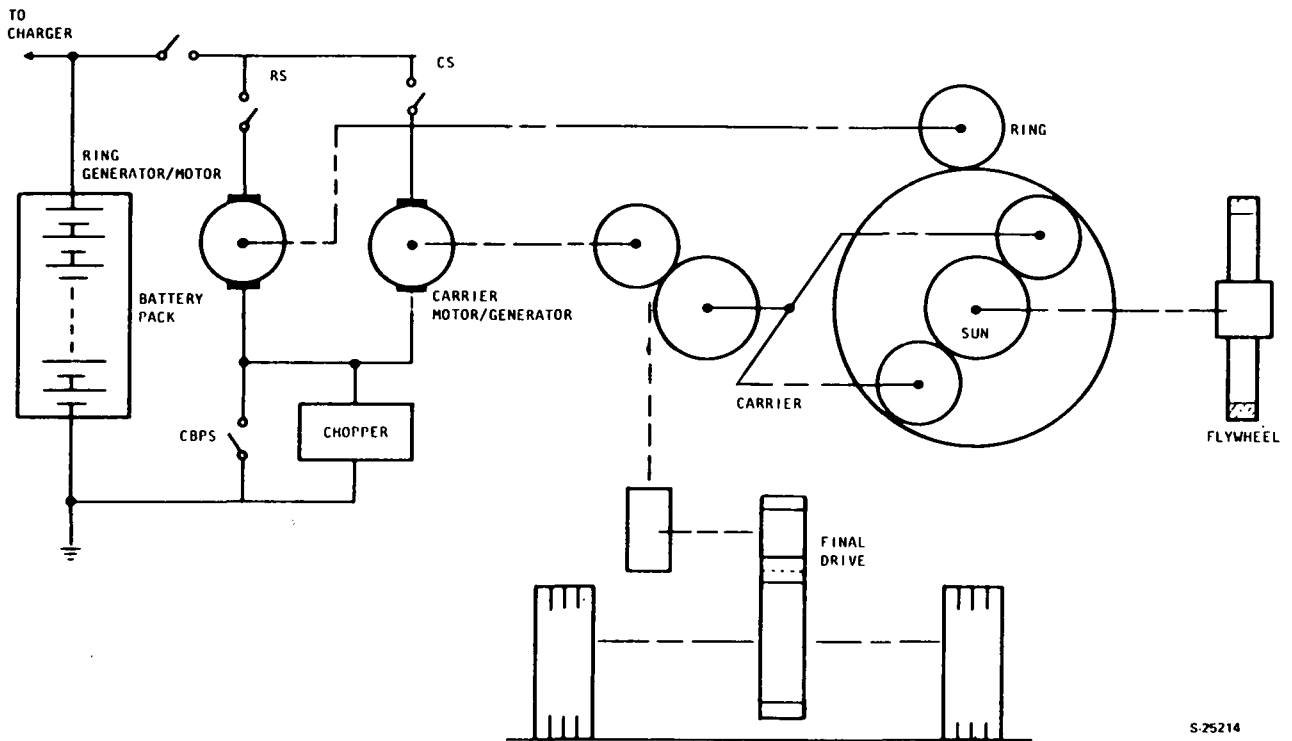 TO
CHARGER
RS
CS
RING
GENERATOR/MOTOR
RING
BATTERY
PACK
CARRIER
MOTOR/GENERATOR
SUN
CARRIER
CBPS
CHOPPER
FLYWHEEL
FINAL
DRIVE
S-25214